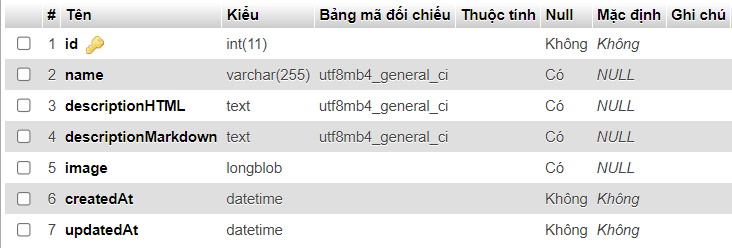 # Tên Kiểu Bảng mã đối chiếu Thuộc tính Null Mặc định Ghi chú
1 id int(11) Không Không
2 name varchar(255) utf8mb4_general_ci Có NULL
3 descriptionHTML text utf8mb4_general_ci Có NULL
4 descriptionMarkdown text utf8mb4_general_ci Có NULL
5 image longblob Có NULL
6 createdAt datetime Không Không
7 updatedAt datetime Không Không